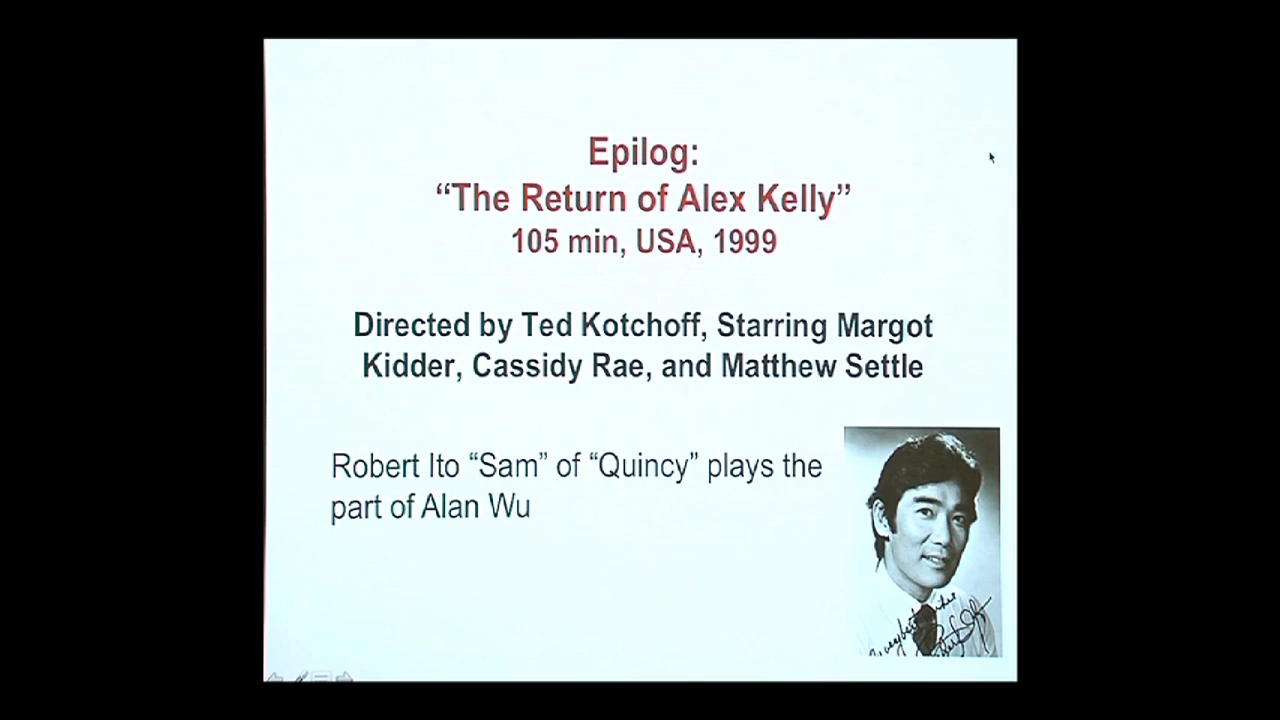 Epilog:
“The Return of Alex Kelly”
105 min, USA, 1999
Directed by Ted Kotchoff, Starring Margot
Kidder, Cassidy Rae, and Matthew Settle
Robert Ito “Sam” of “Quincy” plays the
part of Alan Wu